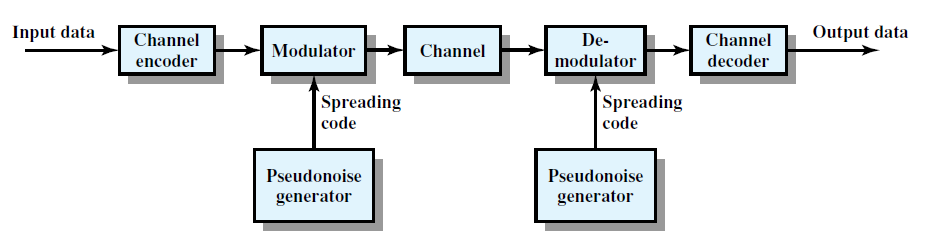 Input data
Channel
encoder
Modulator
Channel
De-
modulator
Channel
decoder
Output data
Spreading
code
Spreading
code
Pseudonoise
generator
Pseudonoise
generator